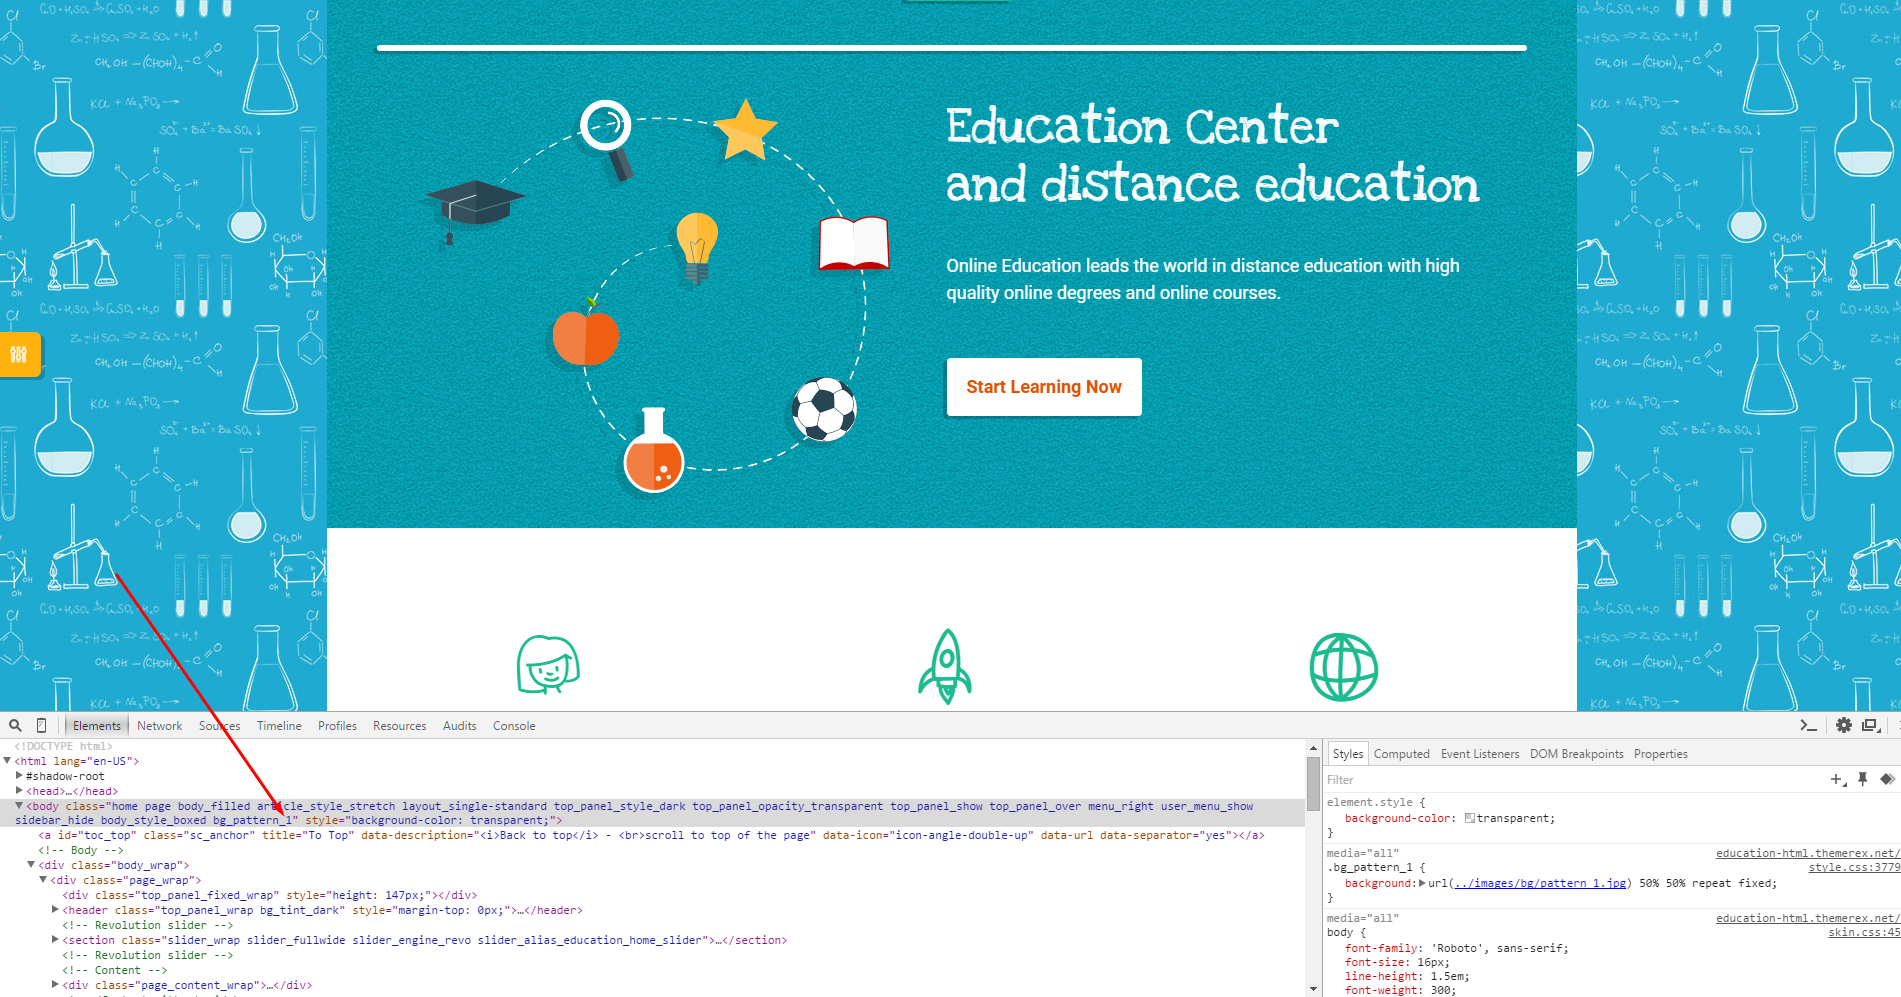 Education Center
and distance education
Online Education leads the world in distance education with high
quality online degrees and online courses.
Start Learning Now
Elements Network Sources Timeline Profiles Resources Audits Console
<!DOCTYPE html>
<html lang="en-US">
#shadow-root
<head>…</head>
<body class="home page body_filled article_style_stretch layout_single-standard top_panel_style_dark top_panel_opacity_transparent top_panel_show top_panel_over menu_right user_menu_show
sidebar_hide body_style_boxed bg_pattern_1" style="background-color: transparent;">
<a id="toc_top" class="sc_anchor" title="To Top" data-description="<i>Back to top</i> - <br>scroll to top of the page" data-icon="icon-angle-double-up" data-url data-separator="yes"></a>
<!-- Body -->
<div class="body_wrap">
<div class="page_wrap">
<div class="top_panel_fixed_wrap" style="height: 147px;"></div>
<header class="top_panel_wrap bg_tint_dark" style="margin-top: 0px;">…</header>
<!-- Revolution slider -->
<section class="slider_wrap slider_fullwide slider_engine_revo slider_alias_education_home_slider">…</section>
<!-- Revolution slider -->
<!-- Content -->
<div class="page_content_wrap">…</div>
Styles Computed Event Listeners DOM Breakpoints Properties
Filter
element.style {
background-color: transparent;
}
media="all" education-html.themerex.net/
.bg_pattern_1 { style.css:3779
background: url(../images/bg/pattern_1.jpg) 50% 50% repeat fixed;
}
media="all" education-html.themerex.net/
body { skin.css:45
font-family: 'Roboto', sans-serif;
font-size: 16px;
line-height: 1.5em;
font-weight: 300;